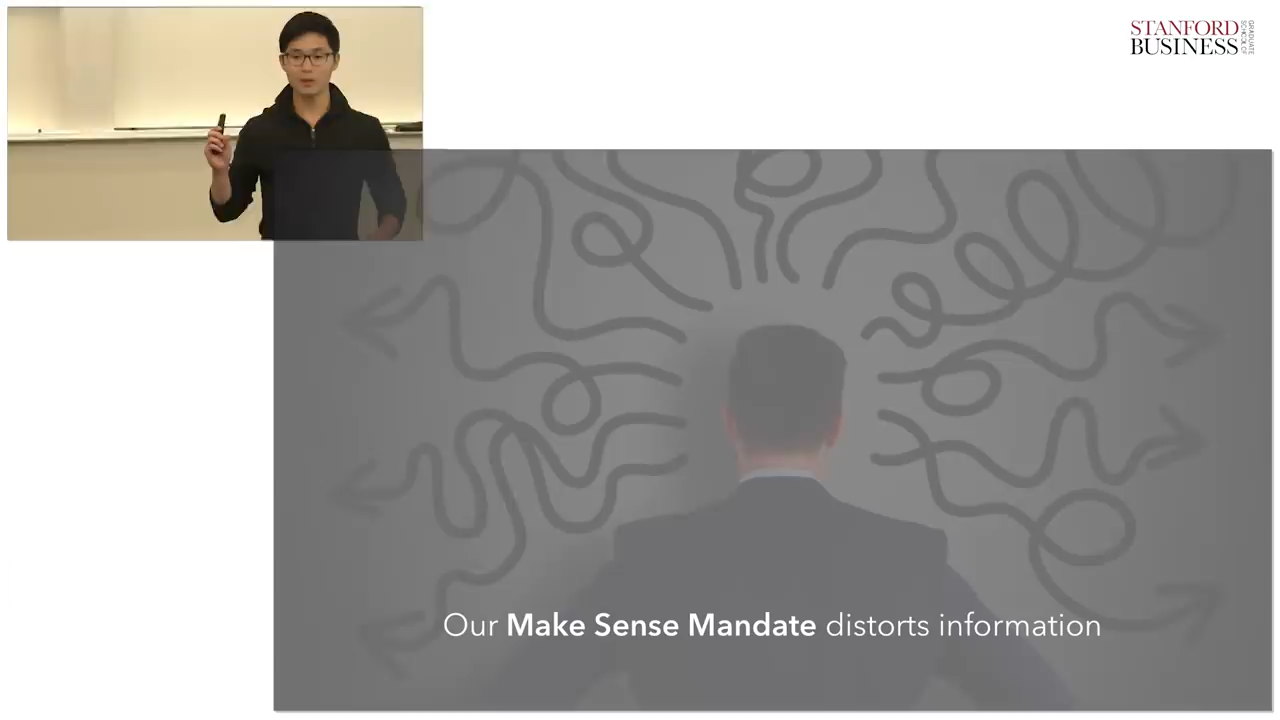 STANFORD
BUSINESS
GRADUATE
SCHOOL OF
Our Make Sense Mandate distorts information